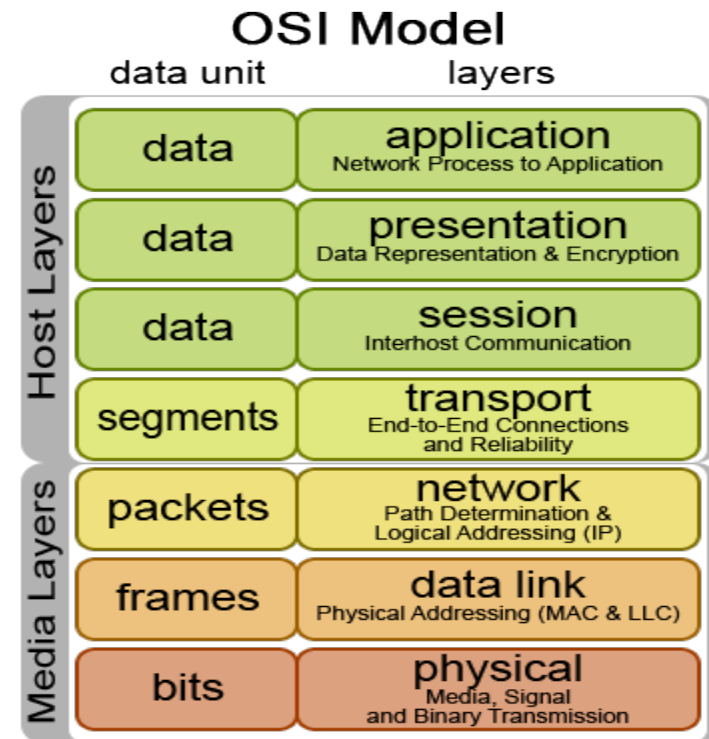 OSI Model
data unit layers
Host Layers
data
application
Network Process to Application
data
presentation
Data Representation & Encryption
data
session
Interhost Communication
segments
transport
End-to-End Connections
and Reliability
Media Layers
packets
network
Path Determination &
Logical Addressing (IP)
frames
data link
Physical Addressing (MAC & LLC)
bits
physical
Media, Signal
and Binary Transmission